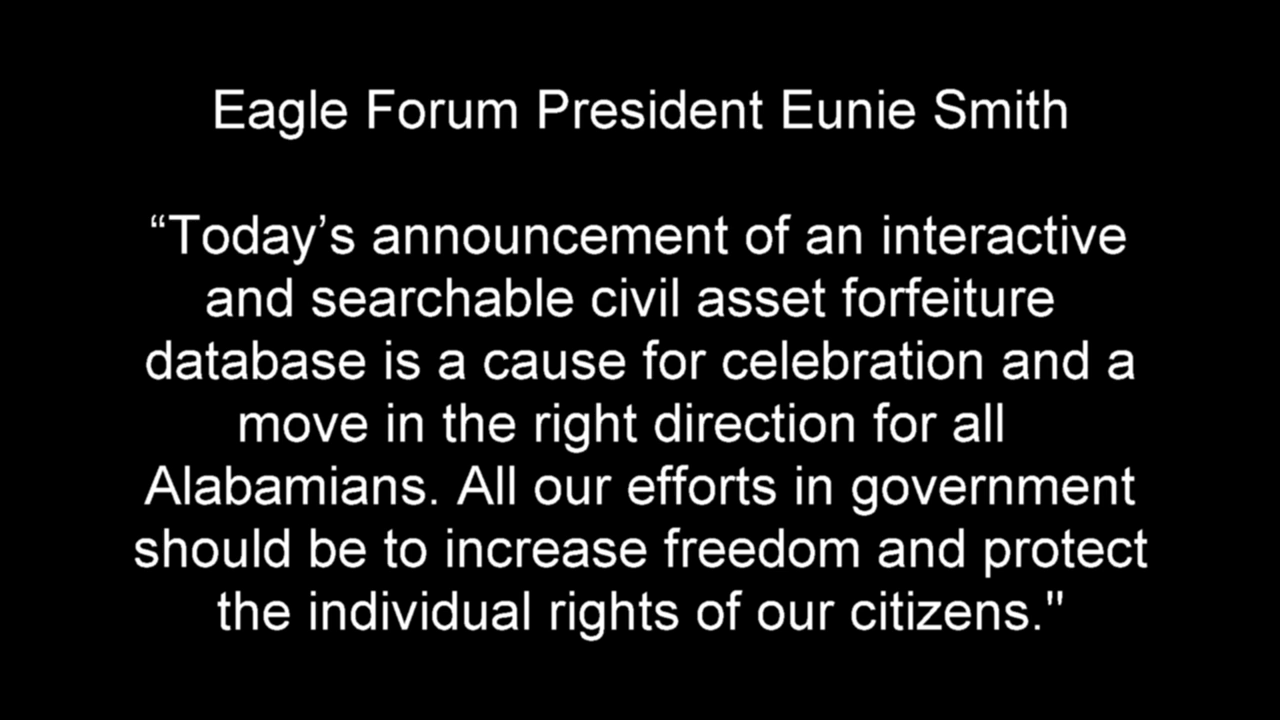 Eagle Forum President Eunie Smith
“Today’s announcement of an interactive
and searchable civil asset forfeiture
database is a cause for celebration and a
move in the right direction for all
Alabamians. All our efforts in government
should be to increase freedom and protect
the individual rights of our citizens."